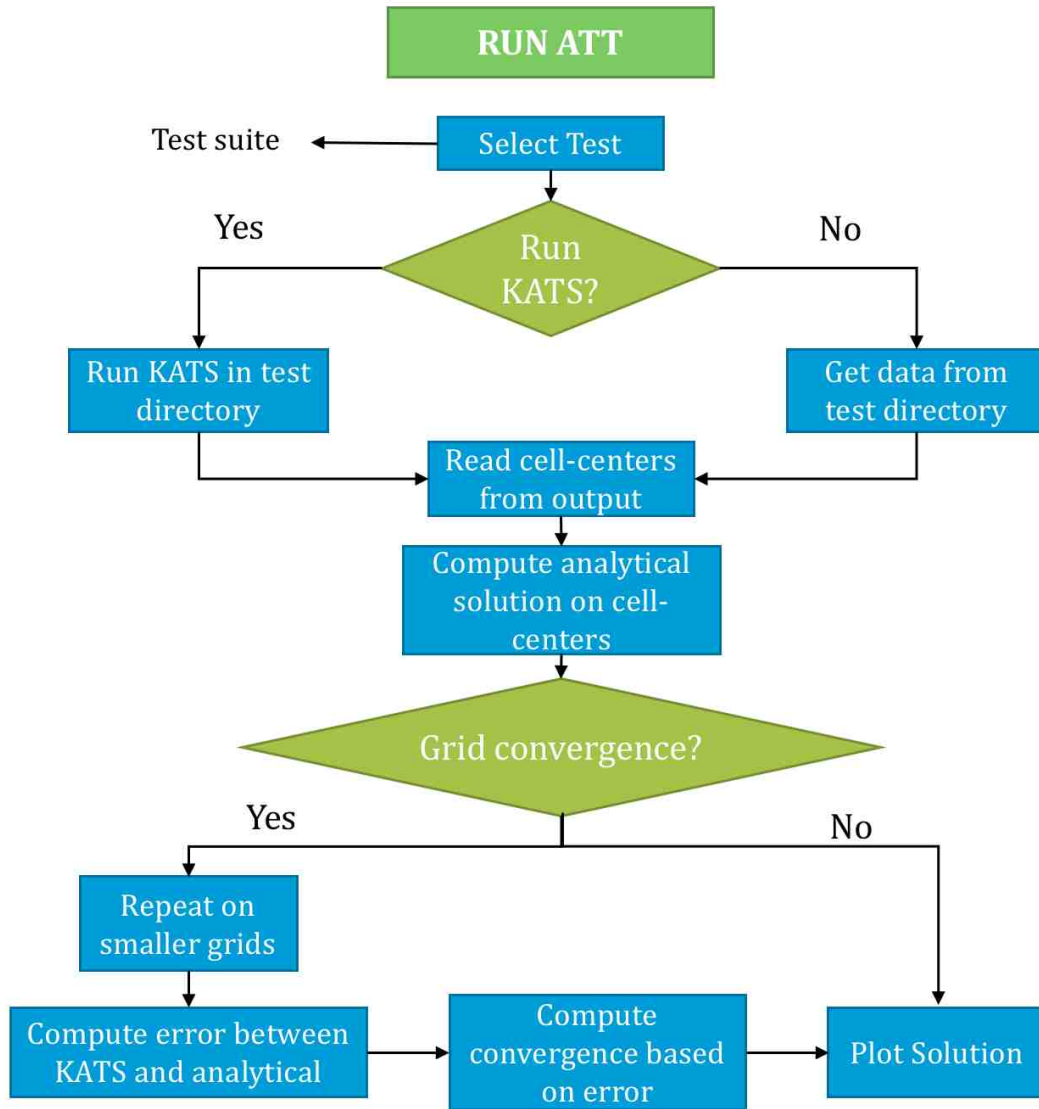 RUN ATT
Test suite
Select Test
Yes
No
Run
KATS?
Run KATS in test
directory
Get data from
test directory
Read cell-centers
from output
Compute analytical
solution on cell-
centers
Grid convergence?
Yes
No
Repeat on
smaller grids
Compute error between
KATS and analytical
Compute
convergence based
on error
Plot Solution